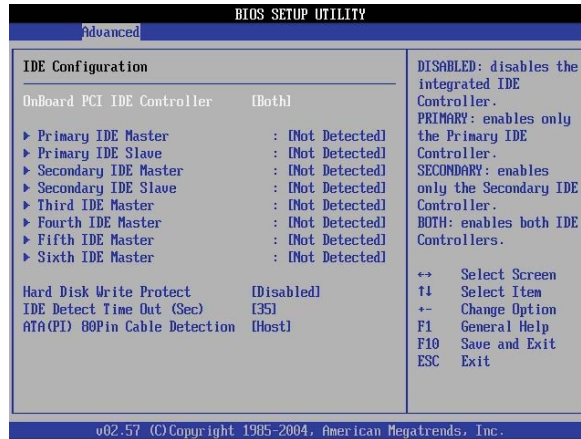 BIOS SETUP UTILITY
Advanced
IDE Configuration
OnBoard PCI IDE Controller [Both]
Primary IDE Master : [Not Detected]
Primary IDE Slave : [Not Detected]
Secondary IDE Master : [Not Detected]
Secondary IDE Slave : [Not Detected]
Third IDE Master : [Not Detected]
Fourth IDE Master : [Not Detected]
Fifth IDE Master : [Not Detected]
Sixth IDE Master : [Not Detected]
Hard Disk Write Protect [Disabled]
IDE Detect Time Out (Sec) [35]
ATA(PI) 80Pin Cable Detection [Host]
DISABLED: disables the
integrated IDE
Controller.
PRIMARY: enables only
the Primary IDE
Controller.
SECONDARY: enables
only the Secondary IDE
Controller.
BOTH: enables both IDE
Controllers.
↔ Select Screen
↑↓ Select Item
+- Change Option
F1 General Help
F10 Save and Exit
ESC Exit
v02.57 (C)Copyright 1985-2004, American Megatrends, Inc.